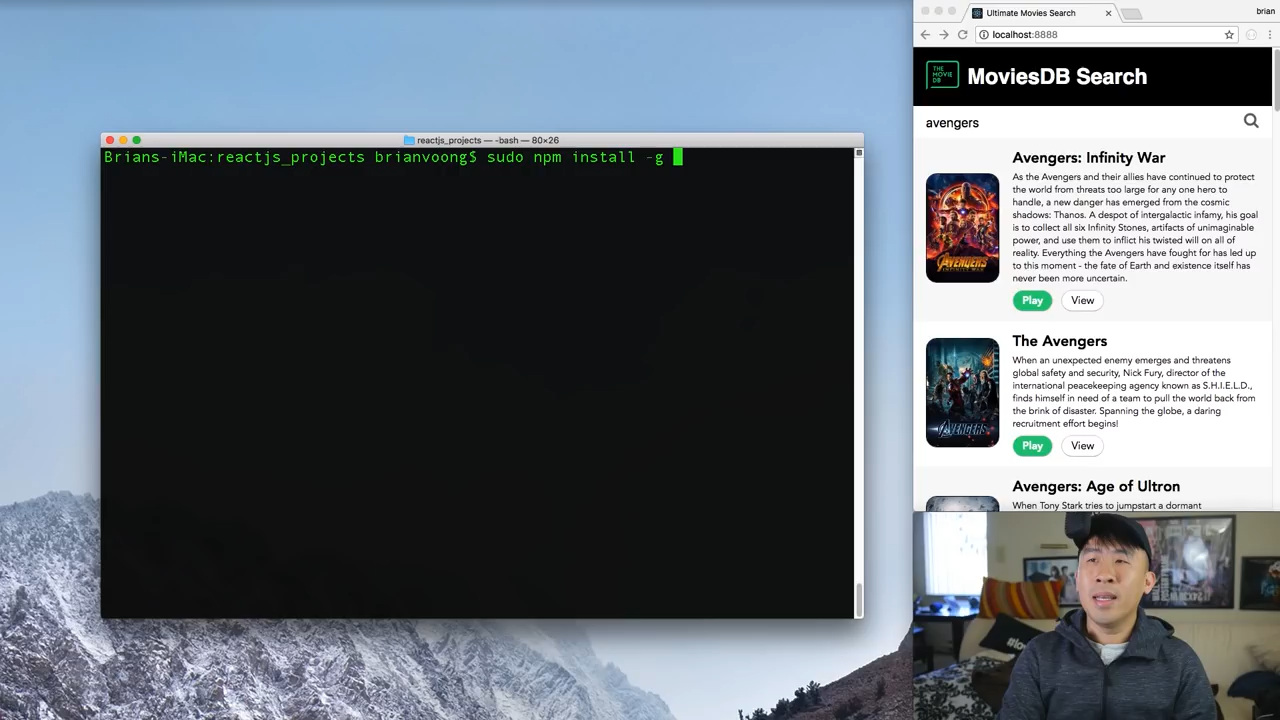 reactjs_projects — -bash — 80×26
Brians-iMac:reactjs_projects brianvoong$ sudo npm install -g
Ultimate Movies Search
brian
localhost:8888
THE
MOVIE
DB
MoviesDB Search
avengers
Avengers: Infinity War
As the Avengers and their allies have continued to protect
the world from threats too large for any one hero to
handle, a new danger has emerged from the cosmic
shadows: Thanos. A despot of intergalactic infamy, his goal
is to collect all six Infinity Stones, artifacts of unimaginable
power, and use them to inflict his twisted will on all of
reality. Everything the Avengers have fought for has led up
to this moment - the fate of Earth and existence itself has
never been more uncertain.
AVENGERS
Play
View
The Avengers
When an unexpected enemy emerges and threatens
global safety and security, Nick Fury, director of the
international peacekeeping agency known as S.H.I.E.L.D.,
finds himself in need of a team to pull the world back from
the brink of disaster. Spanning the globe, a daring
recruitment effort begins!
AVENGERS
Play
View
Avengers: Age of Ultron
When Tony Stark tries to jumpstart a dormant